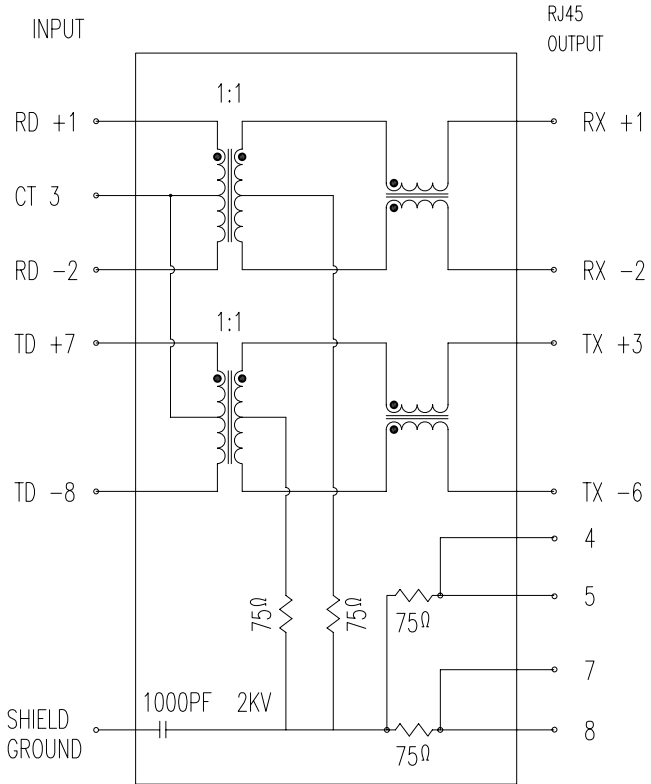 INPUT
RJ45
OUTPUT
1:1
RD +1
RX +1
CT 3
RD -2
RX -2
1:1
TD +7
TX +3
TD -8
TX -6
4
75Ω
75Ω
75Ω
5
7
1000PF 2KV
SHIELD
GROUND
75Ω
8